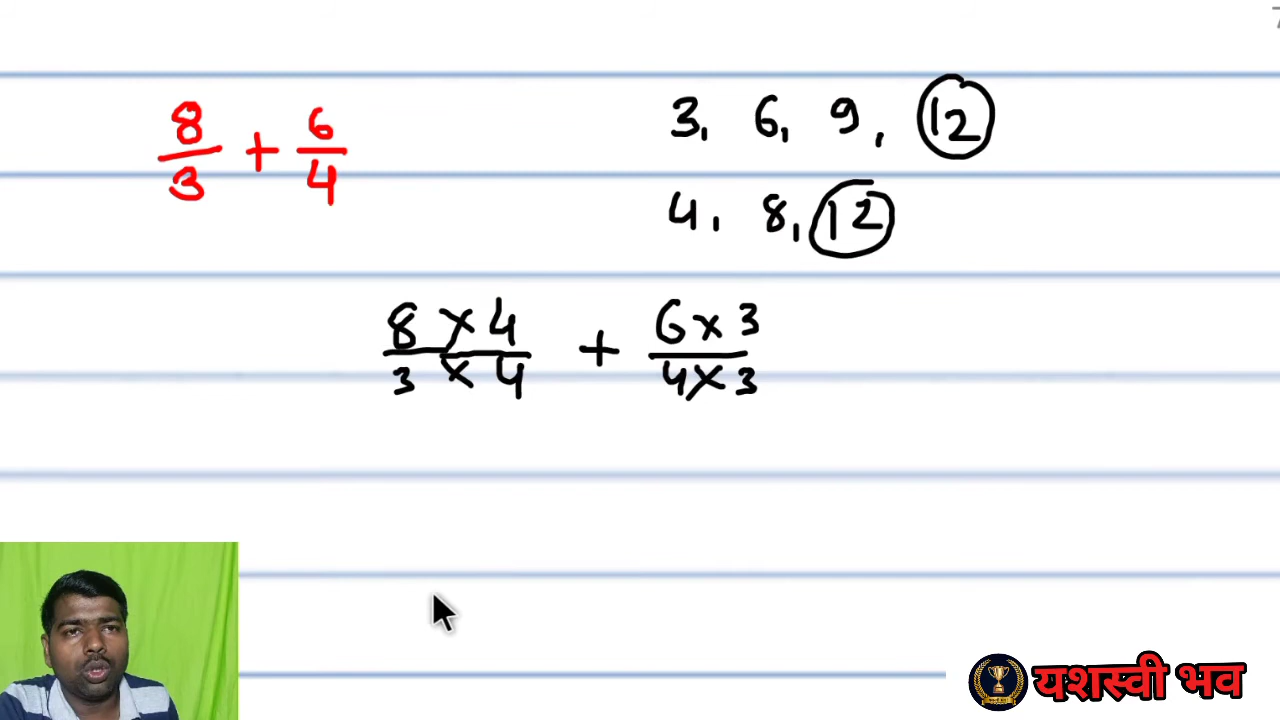 8/3 + 6/4
3, 6, 9, 12
4, 8, 12
8 × 4 / 3 × 4 + 6 × 3 / 4 × 3
यशस्वी भव